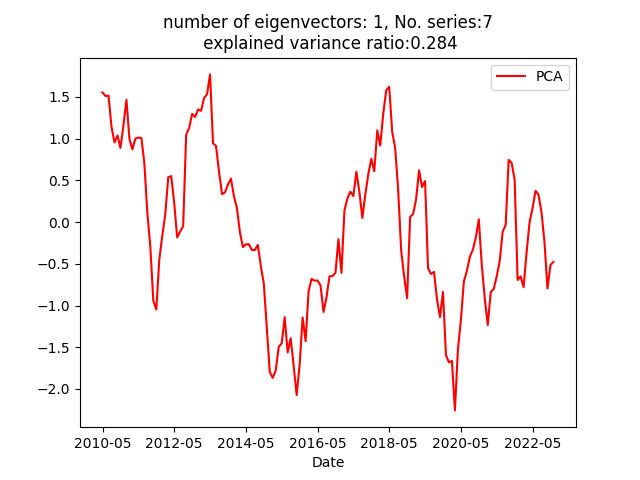 number of eigenvectors: 1, No. series:7
explained variance ratio:0.284
PCA
1.5
1.0
0.5
0.0
−0.5
−1.0
−1.5
−2.0
2010-05 2012-05 2014-05 2016-05 2018-05 2020-05 2022-05
Date